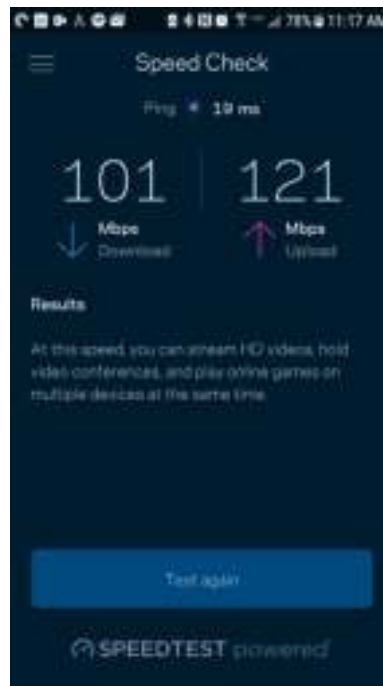 78% 11:17 AM
Speed Check
Ping 19 ms
101 121
Mbps Mbps
Download Upload
Results
At this speed, you can stream HD videos, hold
video conferences, and play online games on
multiple devices at the same time.
Test again
SPEEDTEST powered